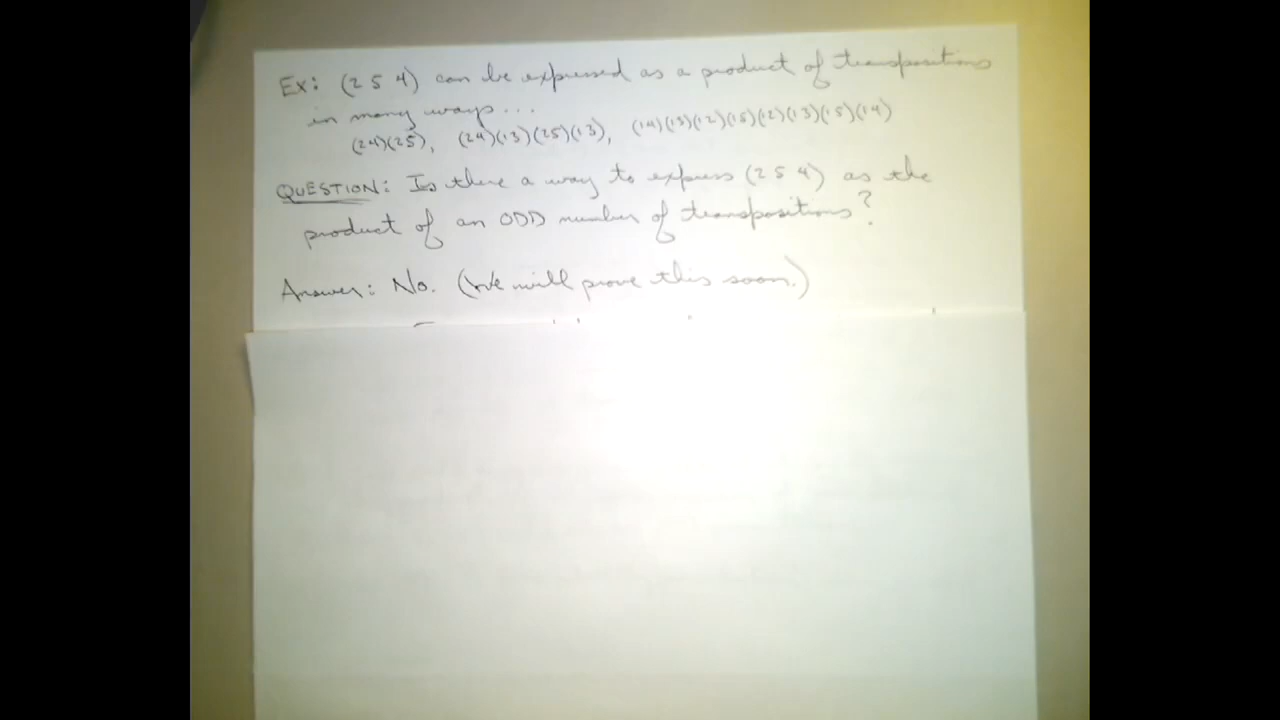 Ex: (2 5 4) can be expressed as a product of transpositions
in many ways...
(24)(25), (24)(13)(25)(13), (14)(13)(12)(15)(12)(13)(15)(14)
QUESTION: Is there a way to express (2 5 4) as the
product of an ODD number of transpositions?
Answer: No. (We will prove this soon.)